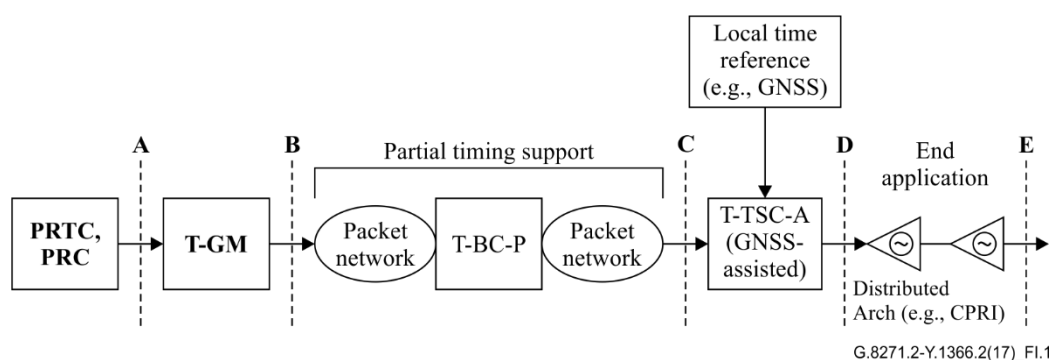 Local time
reference
(e.g., GNSS)
A
B
Partial timing support
C
D
End
application
E
PRTC,
PRC
T-GM
Packet
network
T-BC-P
Packet
network
T-TSC-A
(GNSS-
assisted)
Distributed
Arch (e.g., CPRI)
G.8271.2-Y.1366.2(17) FI.1